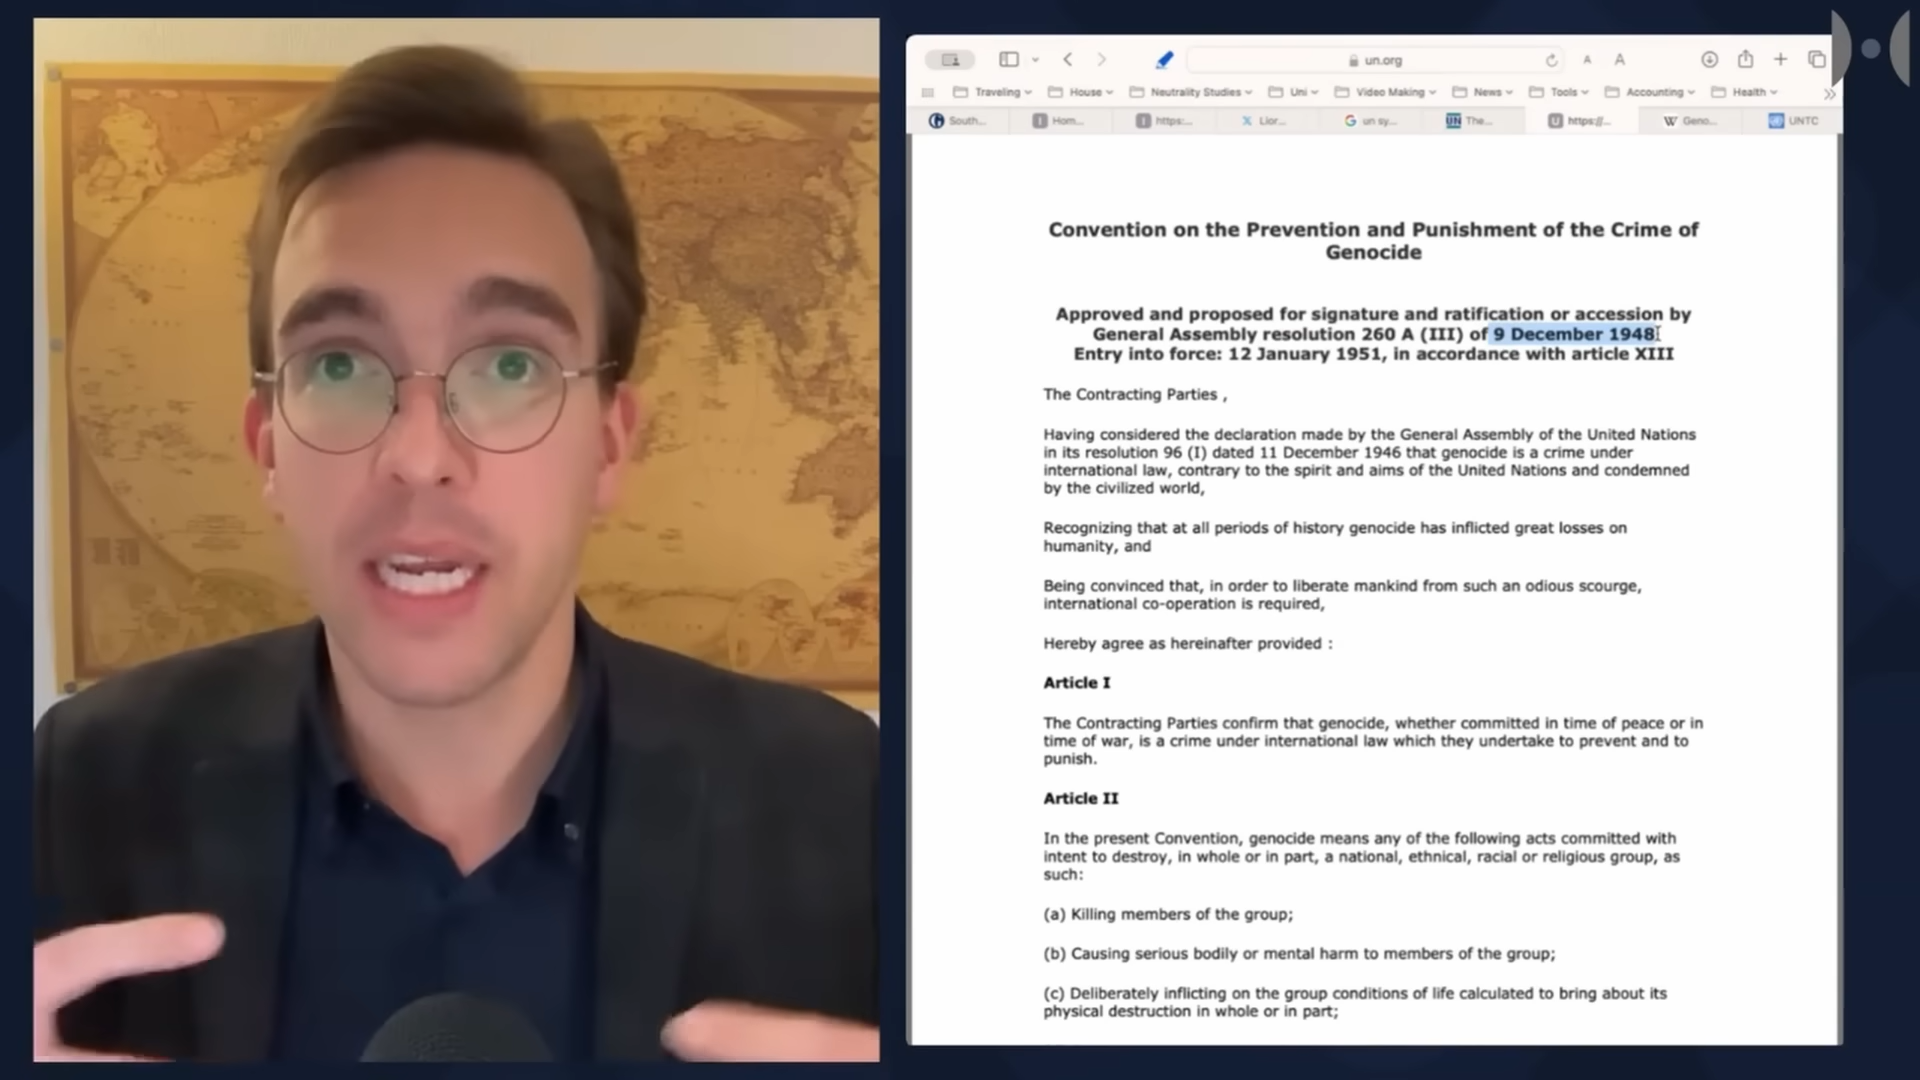 un.org
A A
Traveling House Neutrality Studies Uni Video Making News Tools Accounting Health
South... Hom... https:... Lior... un sy... UN The... https://... Geno... UNTC
Convention on the Prevention and Punishment of the Crime of
Genocide
Approved and proposed for signature and ratification or accession by
General Assembly resolution 260 A (III) of 9 December 1948
Entry into force: 12 January 1951, in accordance with article XIII
The Contracting Parties ,
Having considered the declaration made by the General Assembly of the United Nations
in its resolution 96 (I) dated 11 December 1946 that genocide is a crime under
international law, contrary to the spirit and aims of the United Nations and condemned
by the civilized world,
Recognizing that at all periods of history genocide has inflicted great losses on
humanity, and
Being convinced that, in order to liberate mankind from such an odious scourge,
international co-operation is required,
Hereby agree as hereinafter provided :
Article I
The Contracting Parties confirm that genocide, whether committed in time of peace or in
time of war, is a crime under international law which they undertake to prevent and to
punish.
Article II
In the present Convention, genocide means any of the following acts committed with
intent to destroy, in whole or in part, a national, ethnical, racial or religious group, as
such:
(a) Killing members of the group;
(b) Causing serious bodily or mental harm to members of the group;
(c) Deliberately inflicting on the group conditions of life calculated to bring about its
physical destruction in whole or in part;